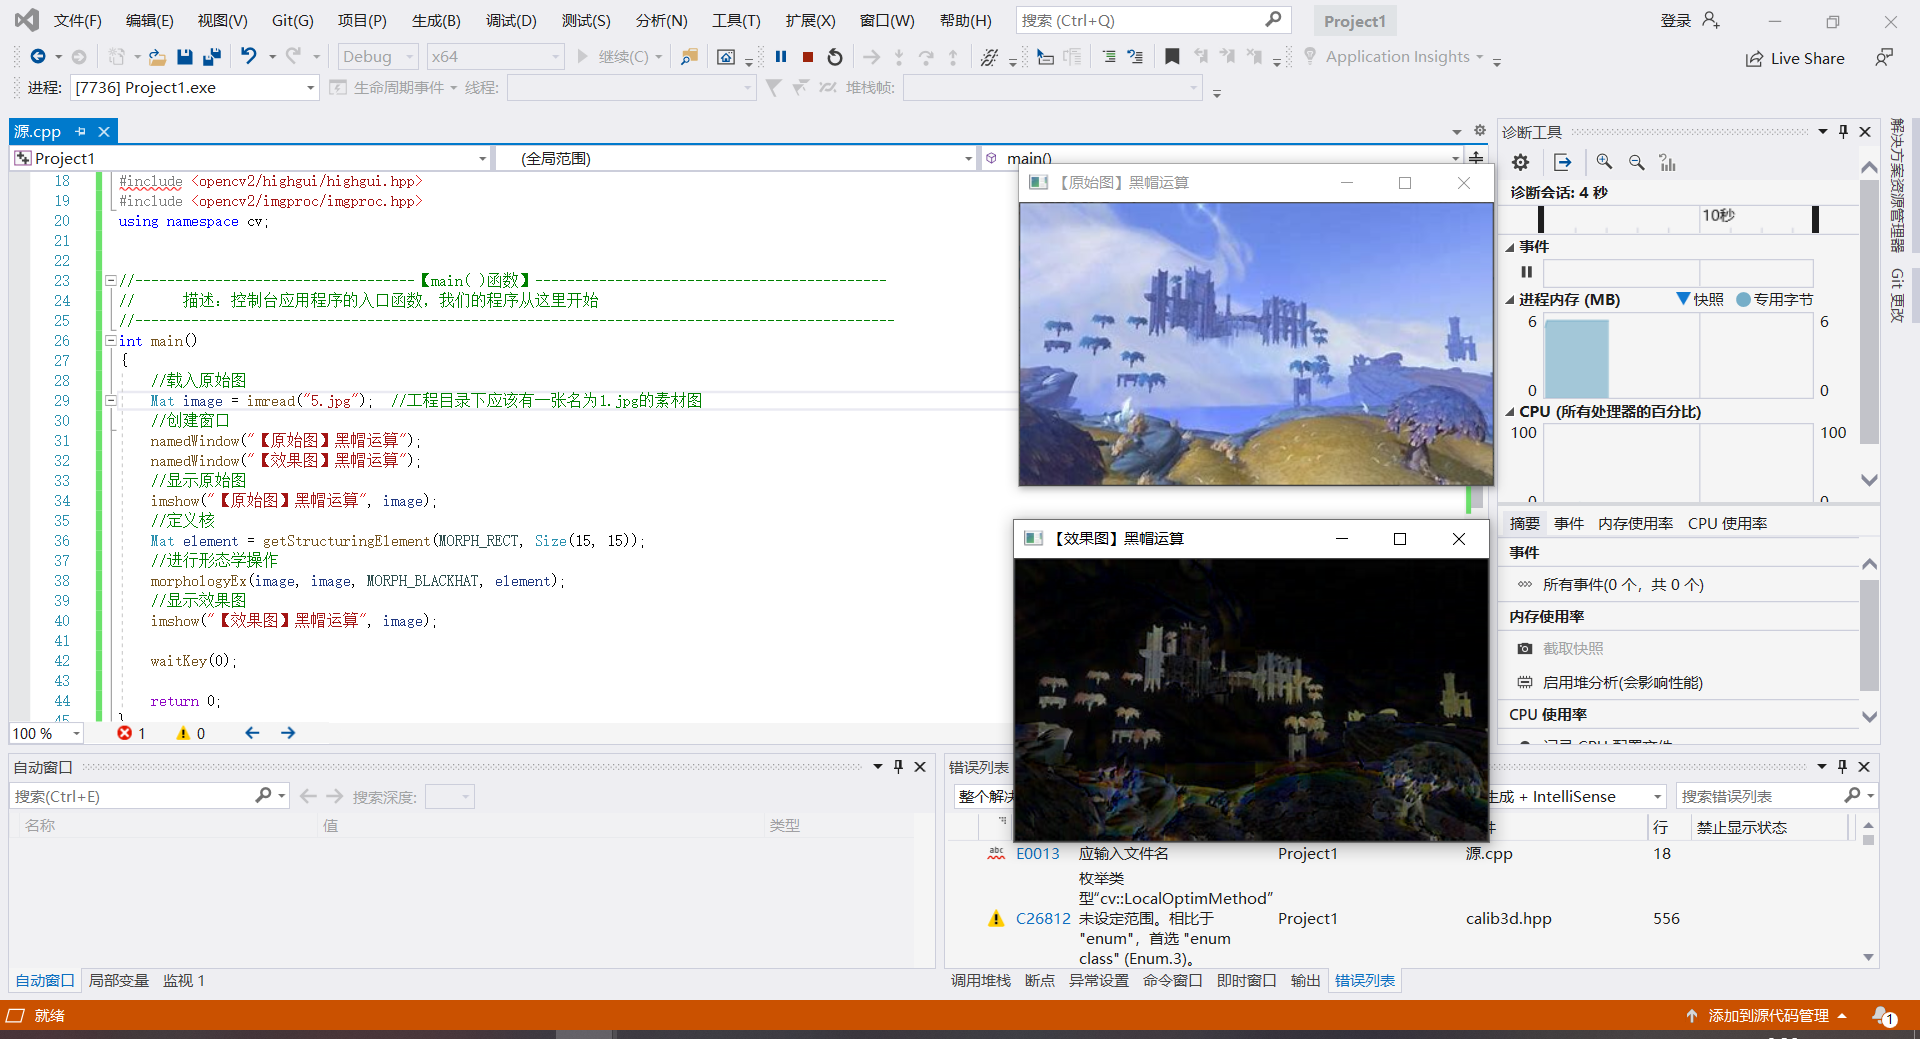 文件(F) 编辑(E) 视图(V) Git(G) 项目(P) 生成(B) 调试(D) 测试(S) 分析(N) 工具(T) 扩展(X) 窗口(W) 帮助(H) 搜索 (Ctrl+Q) Project1 登录
Debug x64 继续(C) Application Insights Live Share
进程: [7736] Project1.exe 生命周期事件 线程: 堆栈帧:
源.cpp
Project1 (全局范围) main()
18 #include <opencv2/highgui/highgui.hpp>
19 #include <opencv2/imgproc/imgproc.hpp>
20 using namespace cv;
21
22
23 //-----------------------------------【main( )函数】--------------------------------------------
24 // 描述：控制台应用程序的入口函数，我们的程序从这里开始
25 //-----------------------------------------------------------------------------------------------
26 int main()
27 {
28 //载入原始图
29 Mat image = imread("5.jpg"); //工程目录下应该有一张名为1.jpg的素材图
30 //创建窗口
31 namedWindow("【原始图】黑帽运算");
32 namedWindow("【效果图】黑帽运算");
33 //显示原始图
34 imshow("【原始图】黑帽运算", image);
35 //定义核
36 Mat element = getStructuringElement(MORPH_RECT, Size(15, 15));
37 //进行形态学操作
38 morphologyEx(image, image, MORPH_BLACKHAT, element);
39 //显示效果图
40 imshow("【效果图】黑帽运算", image);
41
42 waitKey(0);
43
44 return 0;
45 }
100 % 1 0
【原始图】黑帽运算
【效果图】黑帽运算
诊断工具
诊断会话: 4 秒
10秒
事件
进程内存 (MB) 快照 专用字节
6 6
0 0
CPU (所有处理器的百分比)
100 100
0 0
摘要 事件 内存使用率 CPU 使用率
事件
所有事件(0 个，共 0 个)
内存使用率
截取快照
启用堆分析(会影响性能)
CPU 使用率
记录 CPU 配置文件
解决方案资源管理器
Git 更改
自动窗口
搜索(Ctrl+E) 搜索深度:
名称 值 类型
自动窗口 局部变量 监视 1
错误列表
整个解决 生成 + IntelliSense 搜索错误列表
件 行 禁止显示状态
abc E0013 应输入文件名 Project1 源.cpp 18
枚举类
型“cv::LocalOptimMethod”
C26812 未设定范围。相比于 Project1 calib3d.hpp 556
"enum"，首选 "enum
class" (Enum.3)。
调用堆栈 断点 异常设置 命令窗口 即时窗口 输出 错误列表
就绪 添加到源代码管理 1